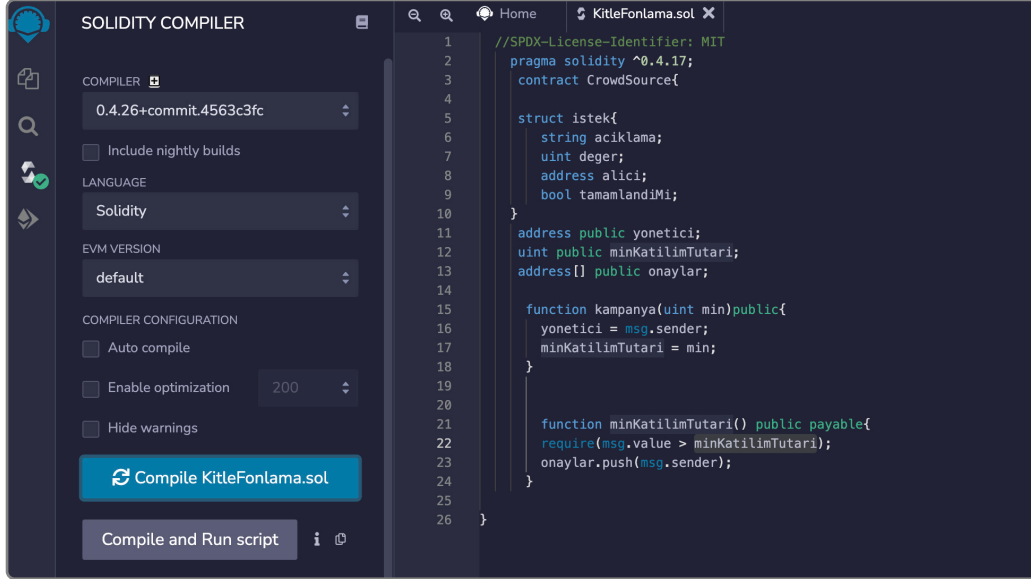 SOLIDITY COMPILER
COMPILER
0.4.26+commit.4563c3fc
Include nightly builds
LANGUAGE
Solidity
EVM VERSION
default
COMPILER CONFIGURATION
Auto compile
Enable optimization 200
Hide warnings
Compile KitleFonlama.sol
Compile and Run script
Home KitleFonlama.sol
1 //SPDX-License-Identifier: MIT
2 pragma solidity ^0.4.17;
3 contract CrowdSource{
4
5 struct istek{
6 string aciklama;
7 uint deger;
8 address alici;
9 bool tamamlandiMi;
10 }
11 address public yonetici;
12 uint public minKatilimTutari;
13 address[] public onaylar;
14
15 function kampanya(uint min)public{
16 yonetici = msg.sender;
17 minKatilimTutari = min;
18 }
19
20
21 function minKatilimTutari() public payable{
22 require(msg.value > minKatilimTutari);
23 onaylar.push(msg.sender);
24 }
25
26 }